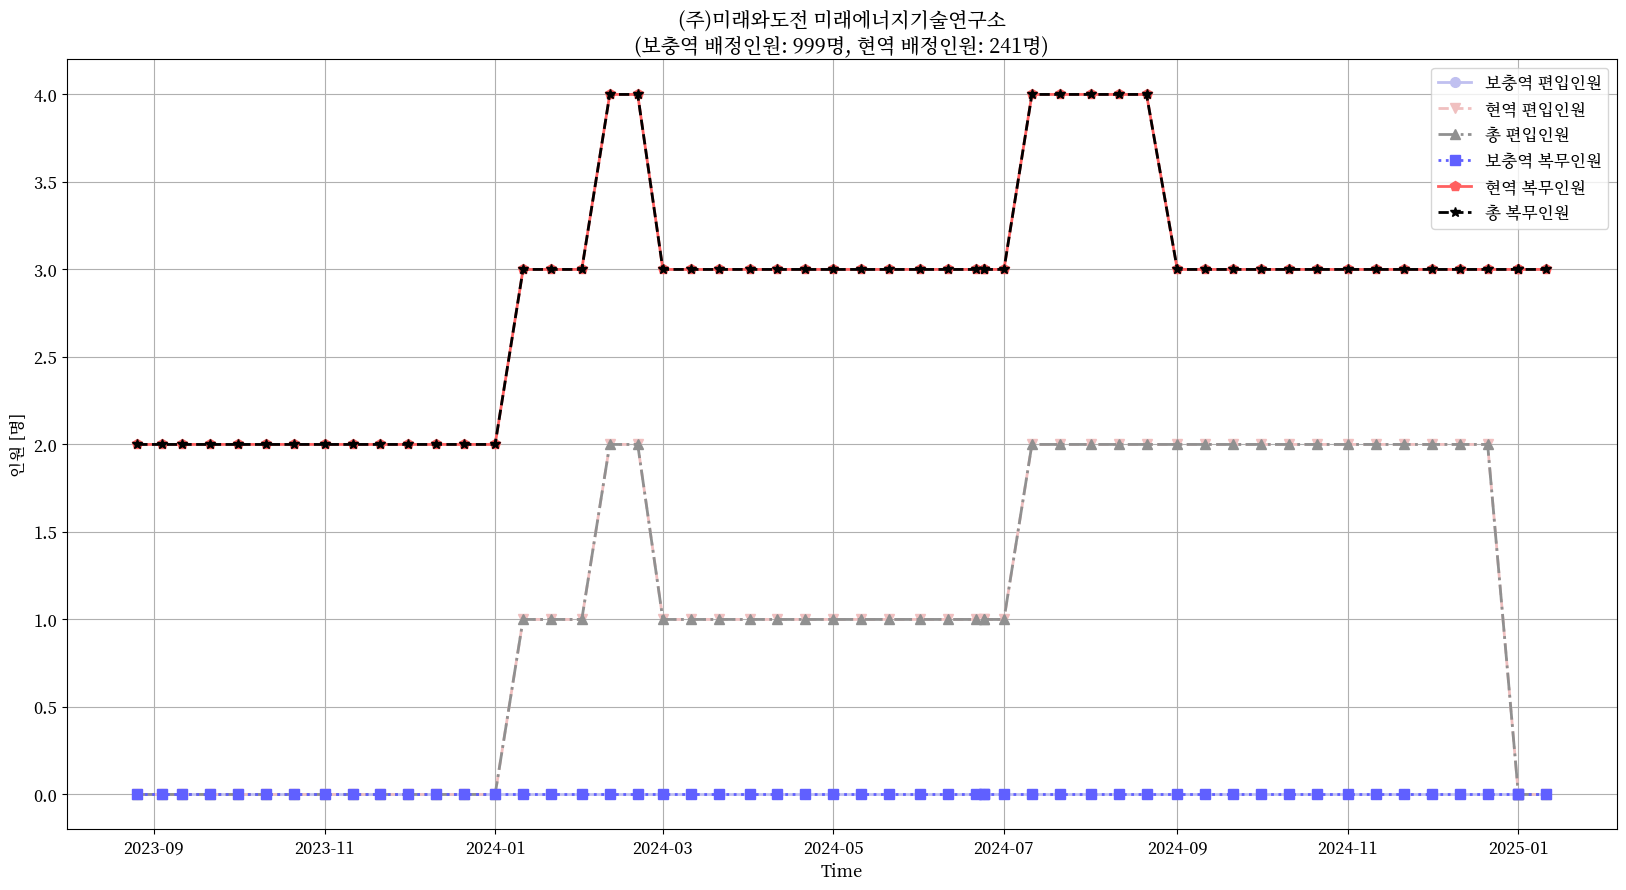 (주)미래와도전 미래에너지기술연구소
(보충역 배정인원: 999명, 현역 배정인원: 241명)
보충역 편입인원
현역 편입인원
총 편입인원
보충역 복무인원
현역 복무인원
총 복무인원
인원 [명]
4.0
3.5
3.0
2.5
2.0
1.5
1.0
0.5
0.0
2023-09
2023-11
2024-01
2024-03
2024-05
2024-07
2024-09
2024-11
2025-01
Time